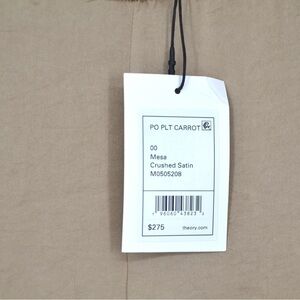 PO PLT CARROT
00
Mesa
Crushed Satin
M0505208
$275 theory.com